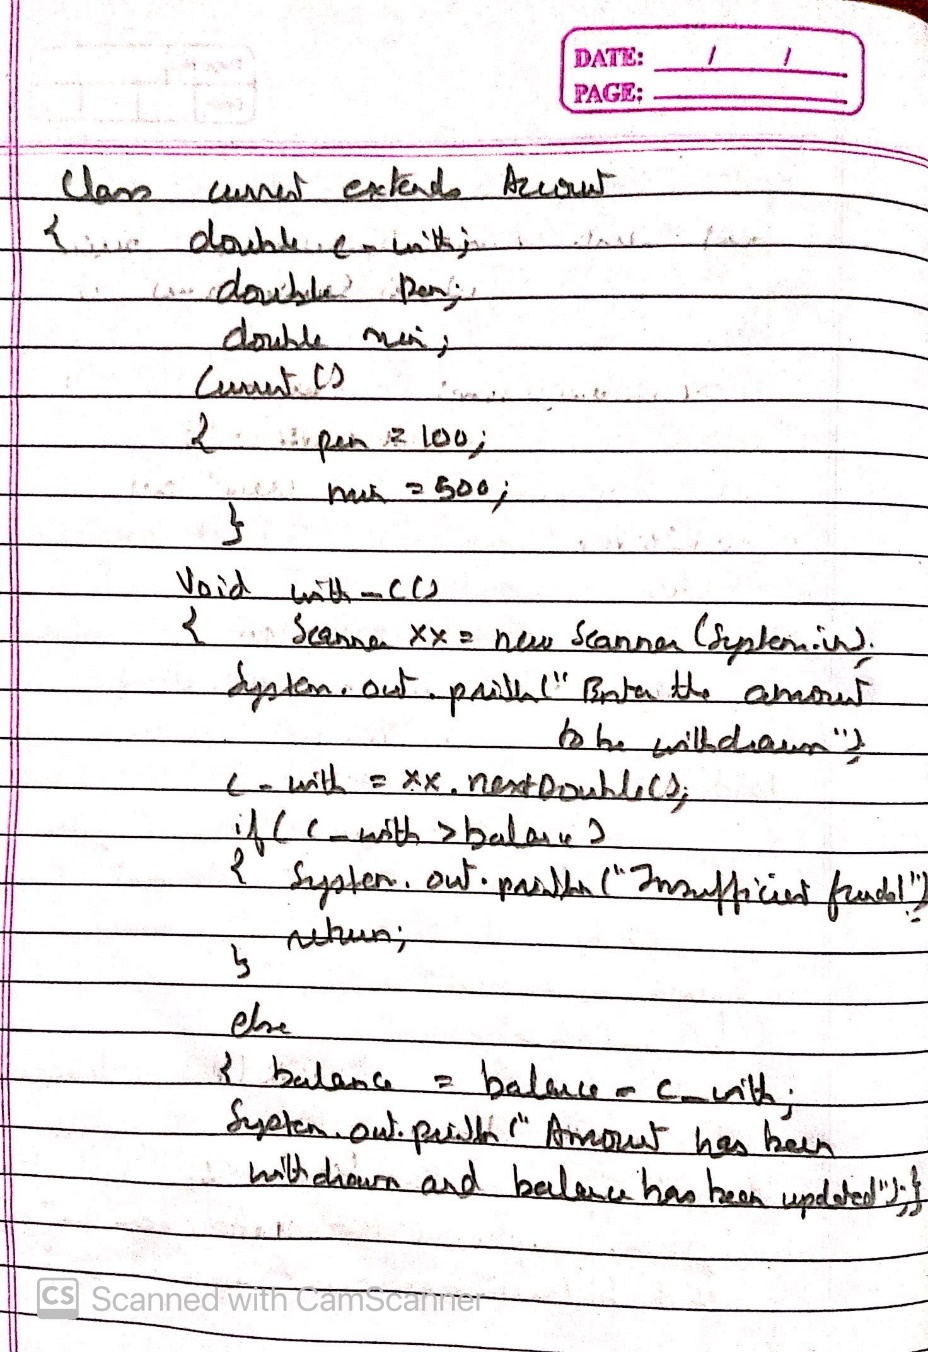 DATE: / /
PAGE:
Class current extends Account
{ double c_with;
double pen;
double min;
Current ()
{ pen = 100;
min = 500;
}
Void with_c()
{ Scanner xx = new Scanner (System.in);
System.out.println(" Enter the amount
to be withdrawn");
c_with = xx.nextDouble();
if ( c_with > balance )
{ System.out.println ("Insufficient funds!");
return;
}
else
{ balance = balance - c_with;
System.out.println (" Amount has been
withdrawn and balance has been updated");}
CS Scanned with CamScanner